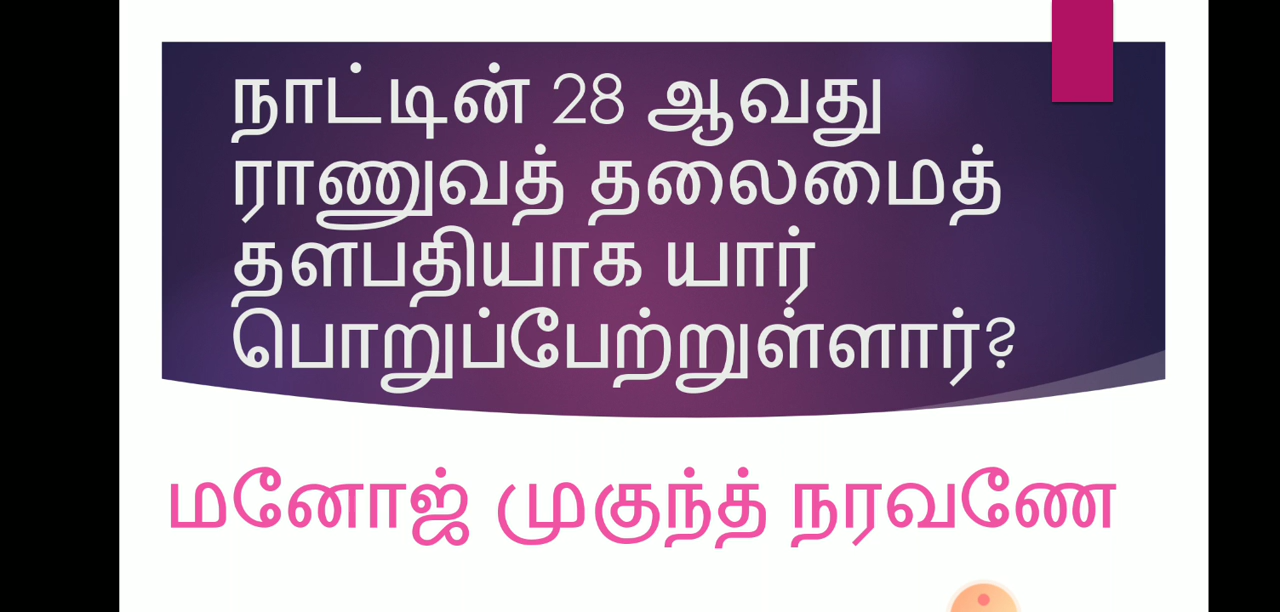 நாட்டின் 28 ஆவது
ராணுவத் தலைமைத்
தளபதியாக யார்
பொறுப்பேற்றுள்ளார்?
மனோஜ் முகுந்த் நரவணே